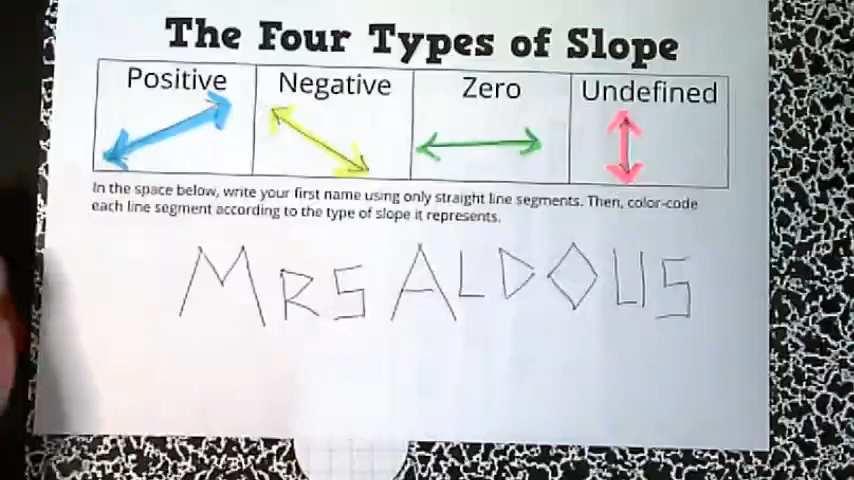 The Four Types of Slope
Positive Negative Zero Undefined
In the space below, write your first name using only straight line segments. Then, color-code
each line segment according to the type of slope it represents.
MRS ALDOUS